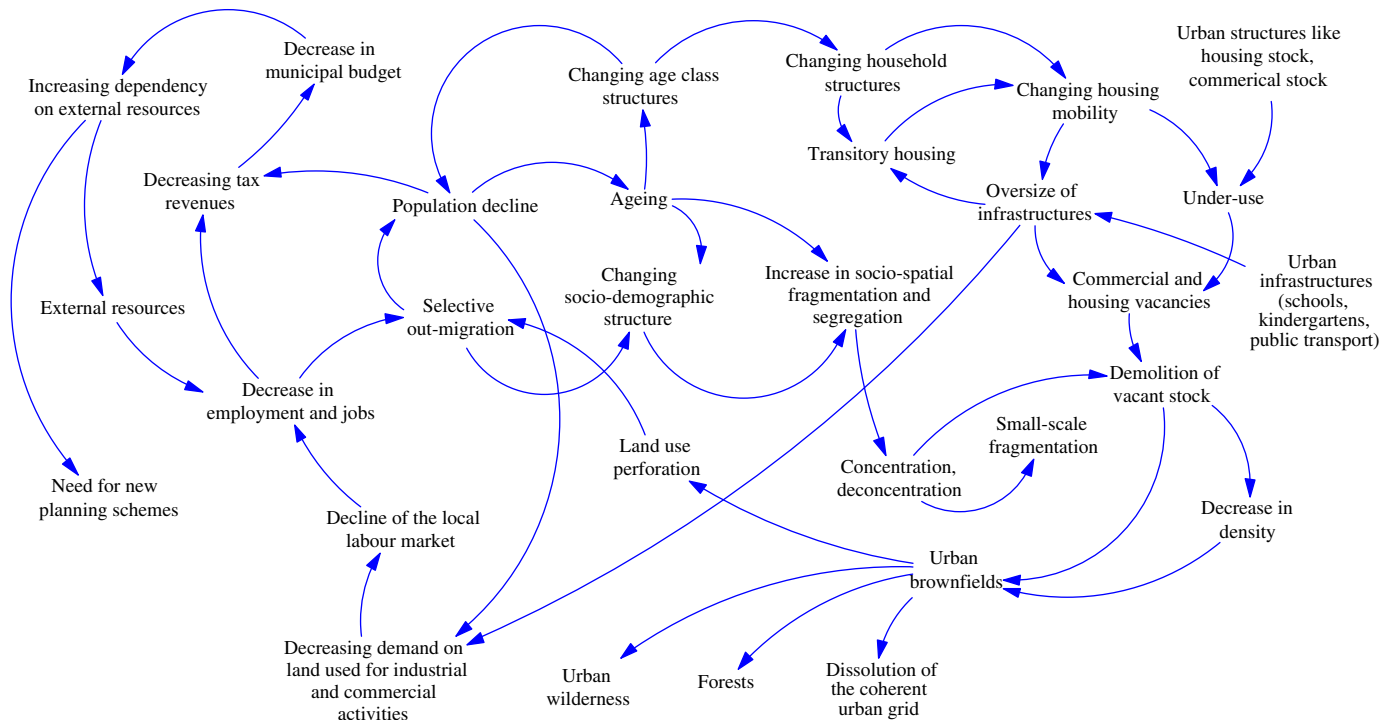 Decrease in
municipal budget
Increasing dependency
on external resources
Changing age class
structures
Changing household
structures
Changing housing
mobility
Urban structures like
housing stock,
commerical stock
Transitory housing
Decreasing tax
revenues
Population decline
Ageing
Oversize of
infrastructures
Under-use
External resources
Selective
out-migration
Changing
socio-demographic
structure
Increase in socio-spatial
fragmentation and
segregation
Commercial and
housing vacancies
Urban
infrastructures
(schools,
kindergartens,
public transport)
Decrease in
employment and jobs
Demolition of
vacant stock
Small-scale
fragmentation
Land use
perforation
Concentration,
deconcentration
Need for new
planning schemes
Decline of the local
labour market
Decrease in
density
Urban
brownfields
Decreasing demand on
land used for industrial
and commercial
activities
Urban
wilderness
Forests
Dissolution of
the coherent
urban grid